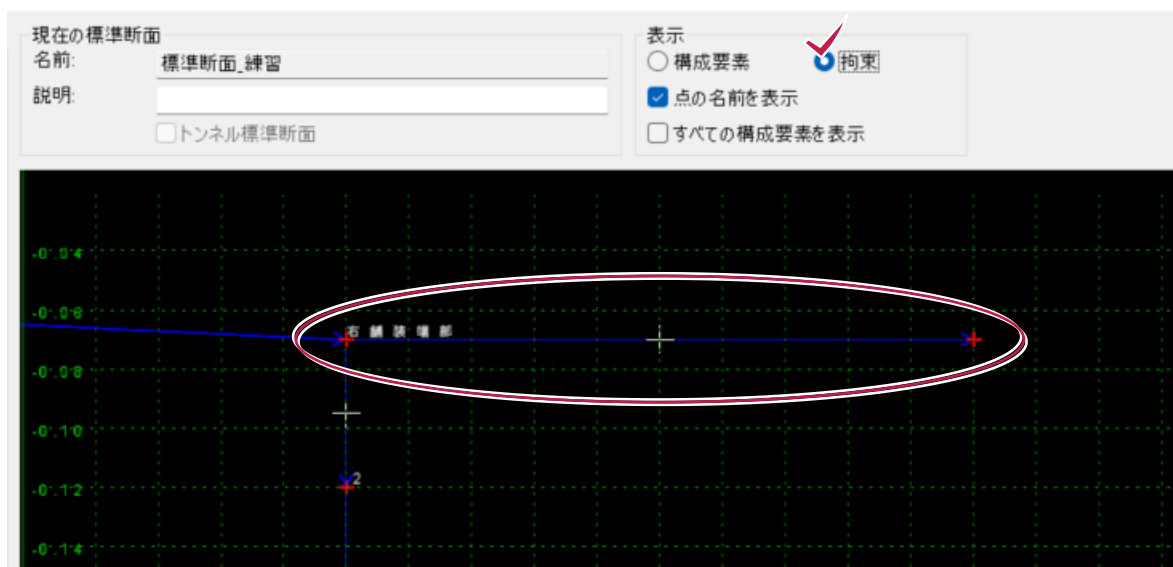 現在の標準断面
名前: 標準断面_練習
説明:
トンネル標準断面
表示
構成要素 拘束
点の名前を表示
すべての構成要素を表示
-0.04
-0.06
右舗装端部
-0.08
-0.10
2
-0.12
-0.14